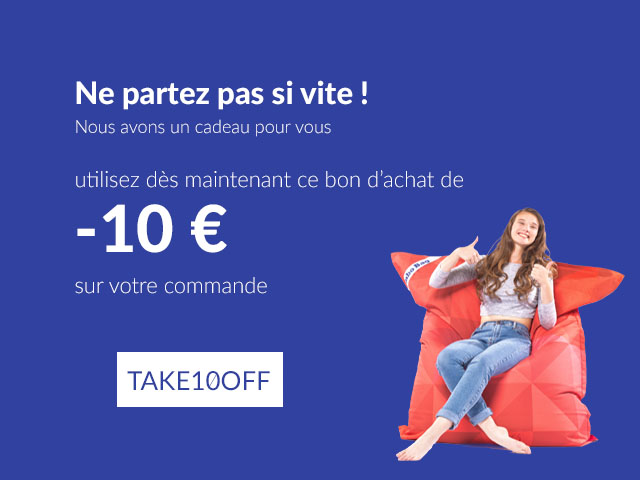 Ne partez pas si vite !
Nous avons un cadeau pour vous
utilisez dès maintenant ce bon d’achat de
-10 €
sur votre commande
TAKE10OFF